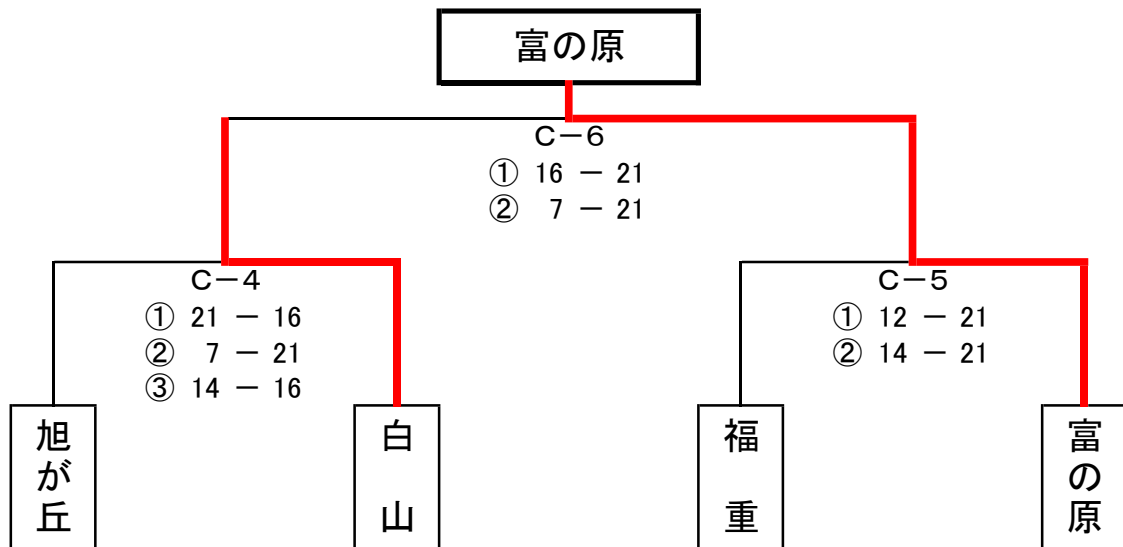 富の原
C－6
① 16 － 21
② 7 － 21
C－4
① 21 － 16
② 7 － 21
③ 14 － 16
C－5
① 12 － 21
② 14 － 21
旭が丘
白山
福重
富の原